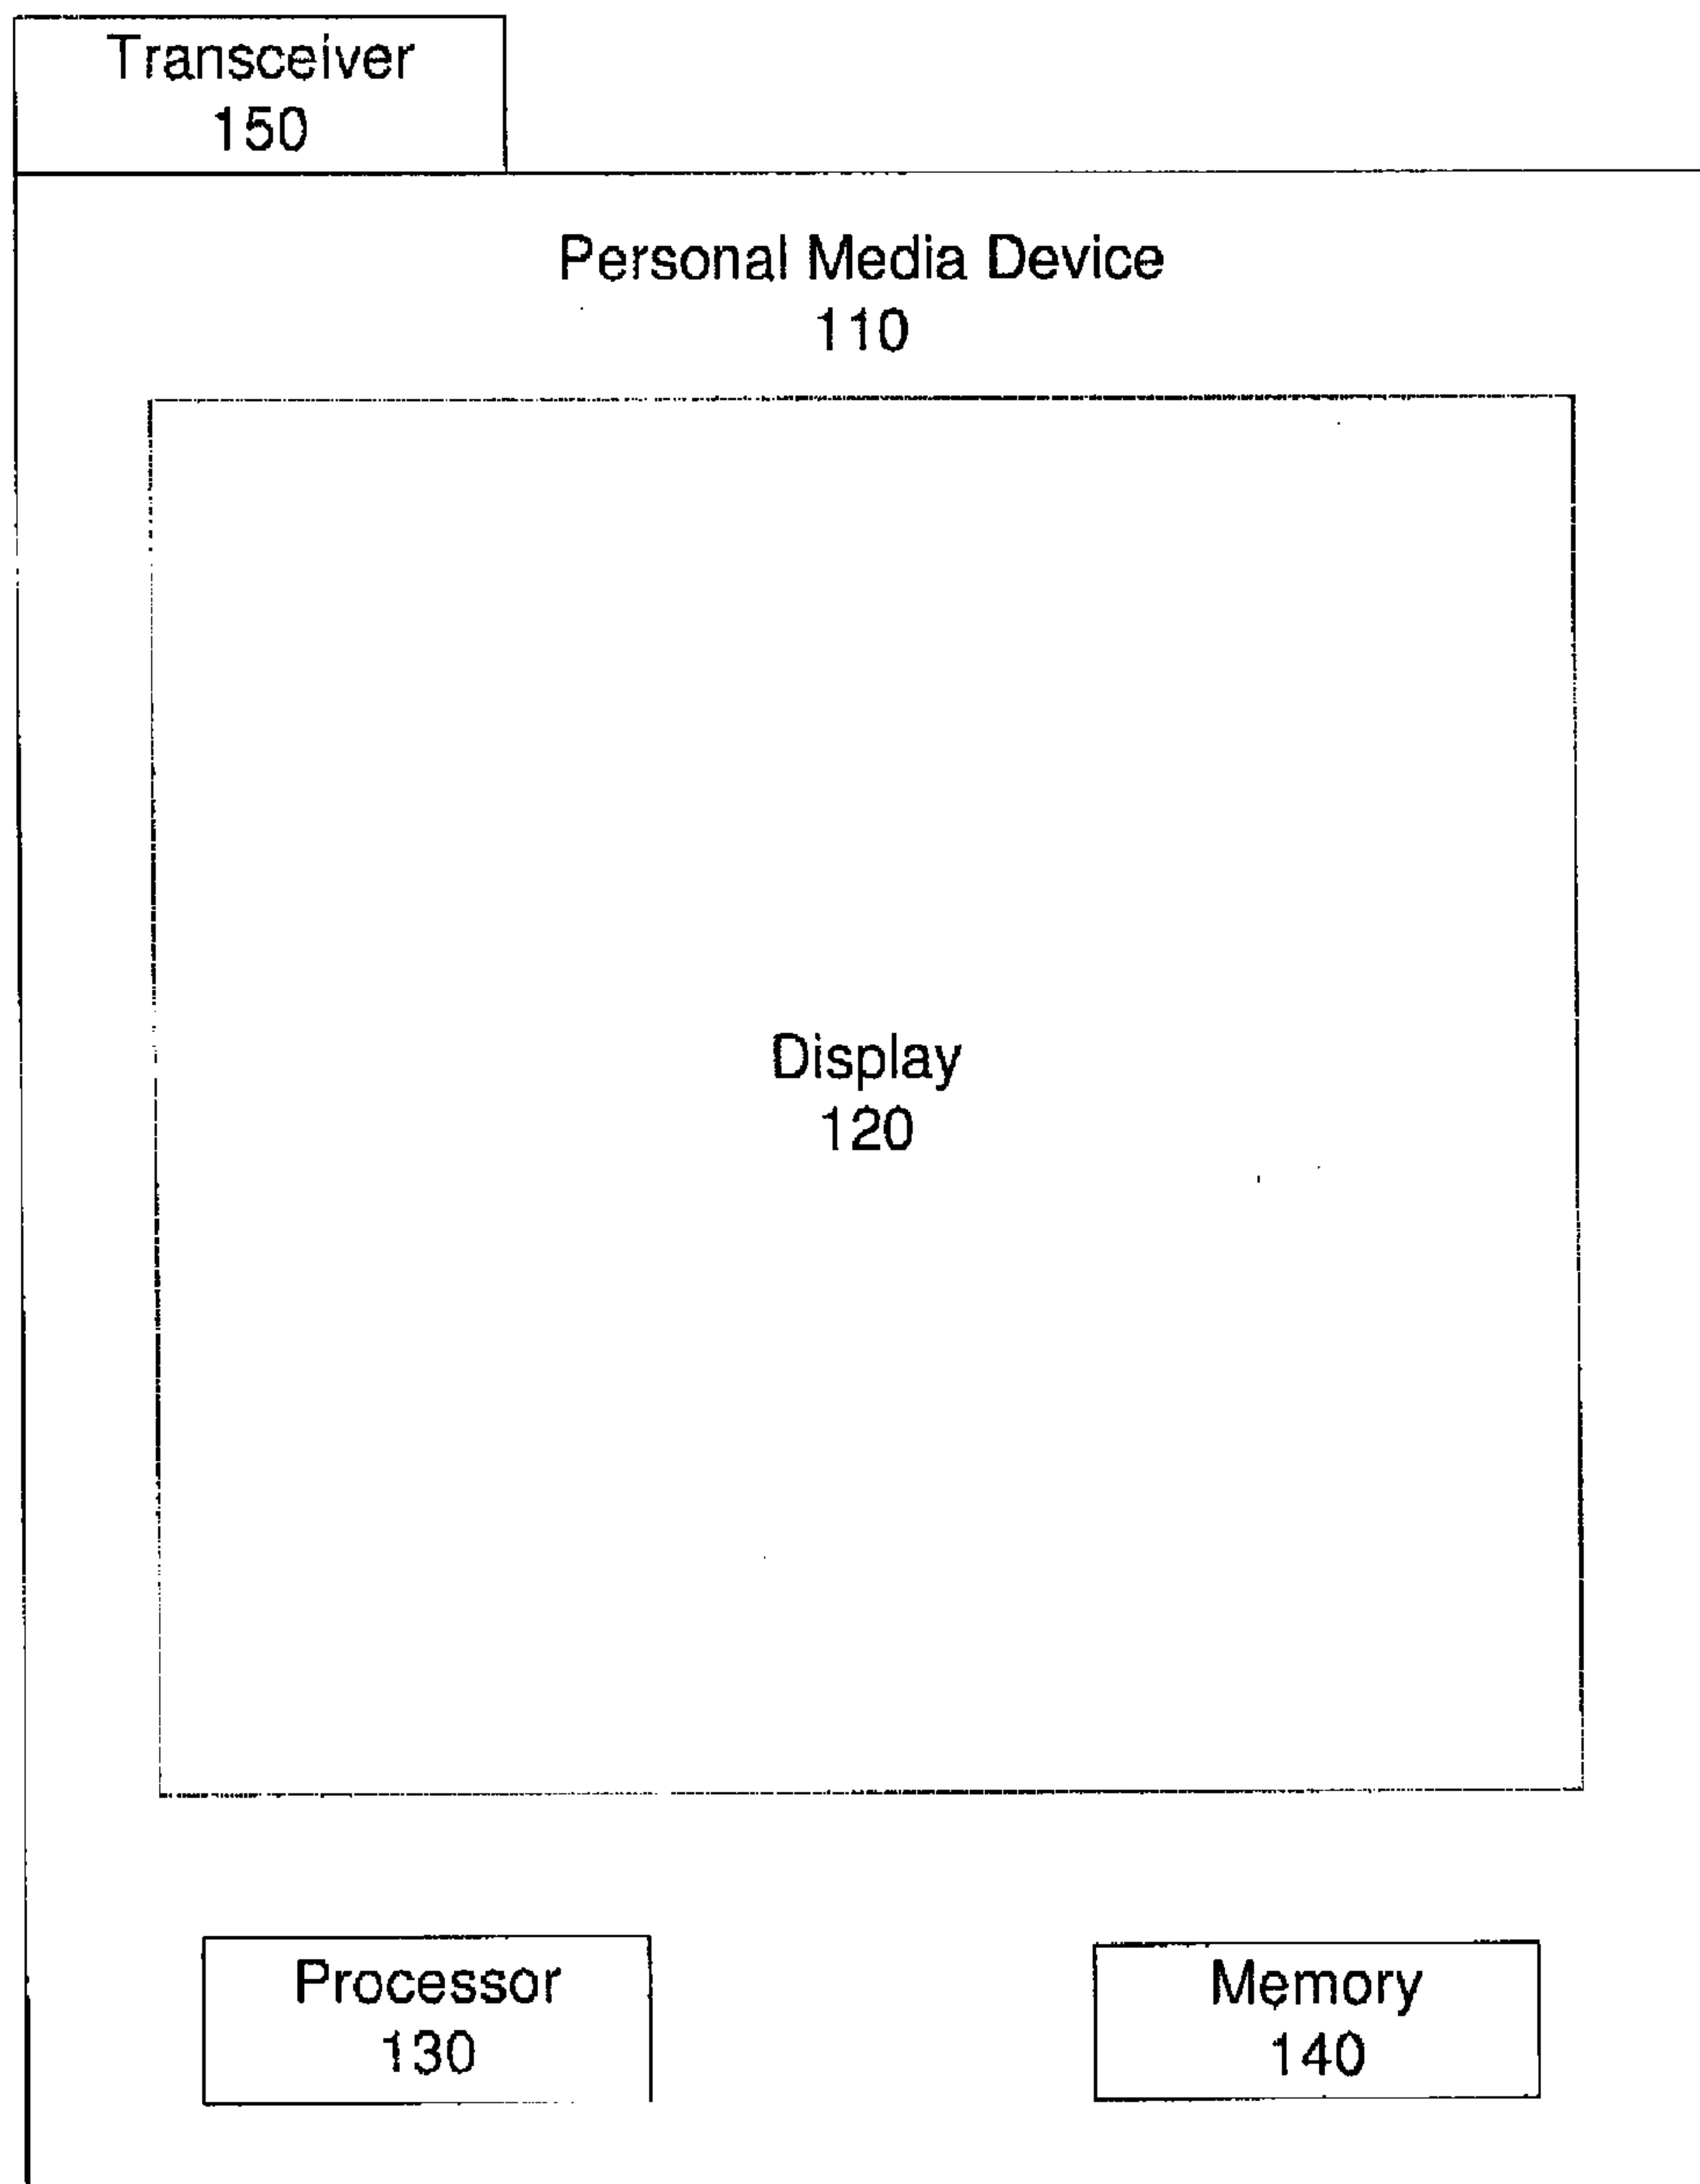 Transceiver
150
Personal Media Device
110
Display
120
Processor
130
Memory
140